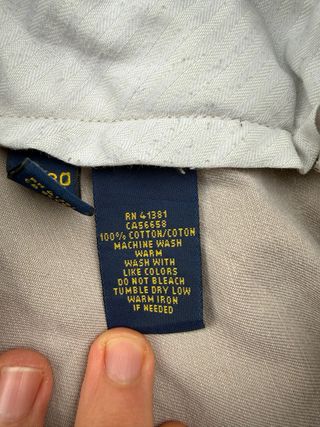 RN 41381
CA56658
100% COTTON/COTON
MACHINE WASH
WARM
WASH WITH
LIKE COLORS
DO NOT BLEACH
TUMBLE DRY LOW
WARM IRON
IF NEEDED